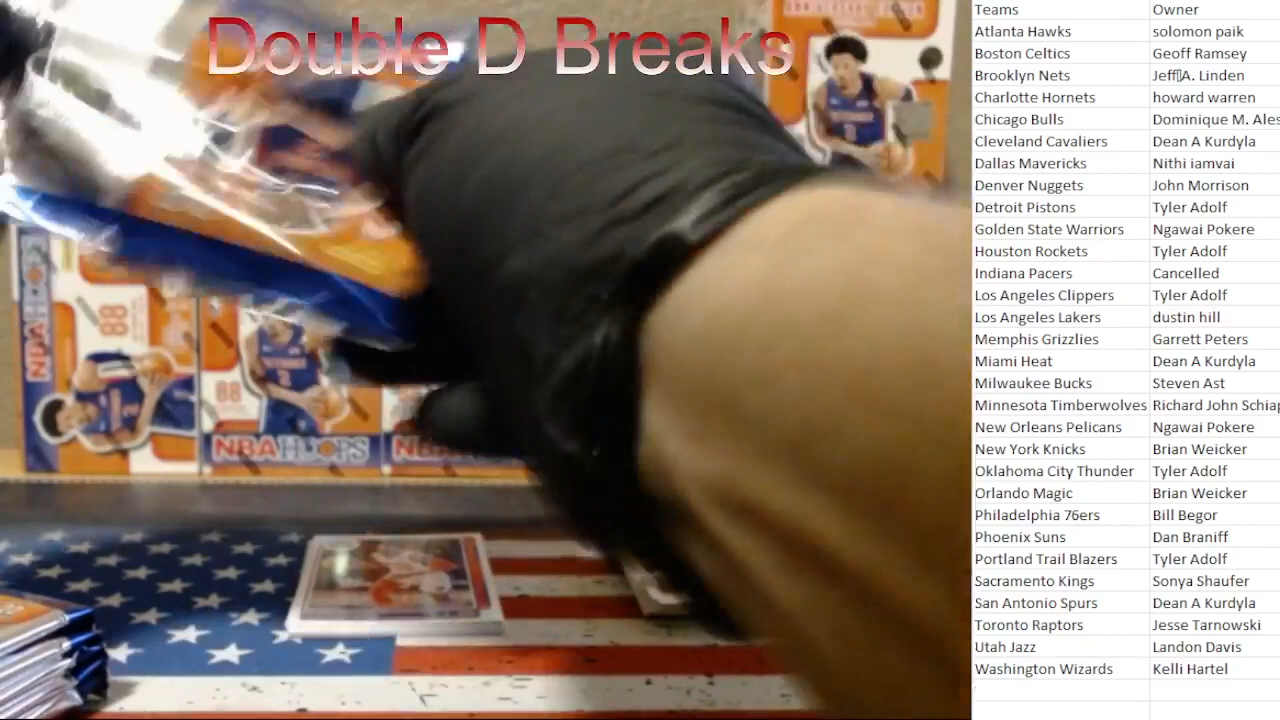 Double D Breaks
NBA HOOPS
88
88
NBA HOOPS
NBA
Teams Owner
Atlanta Hawks solomon paik
Boston Celtics Geoff Ramsey
Brooklyn Nets Jeff A. Linden
Charlotte Hornets howard warren
Chicago Bulls Dominique M. Ales
Cleveland Cavaliers Dean A Kurdyla
Dallas Mavericks Nithi iamvai
Denver Nuggets John Morrison
Detroit Pistons Tyler Adolf
Golden State Warriors Ngawai Pokere
Houston Rockets Tyler Adolf
Indiana Pacers Cancelled
Los Angeles Clippers Tyler Adolf
Los Angeles Lakers dustin hill
Memphis Grizzlies Garrett Peters
Miami Heat Dean A Kurdyla
Milwaukee Bucks Steven Ast
Minnesota Timberwolves Richard John Schiap
New Orleans Pelicans Ngawai Pokere
New York Knicks Brian Weicker
Oklahoma City Thunder Tyler Adolf
Orlando Magic Brian Weicker
Philadelphia 76ers Bill Begor
Phoenix Suns Dan Braniff
Portland Trail Blazers Tyler Adolf
Sacramento Kings Sonya Shaufer
San Antonio Spurs Dean A Kurdyla
Toronto Raptors Jesse Tarnowski
Utah Jazz Landon Davis
Washington Wizards Kelli Hartel